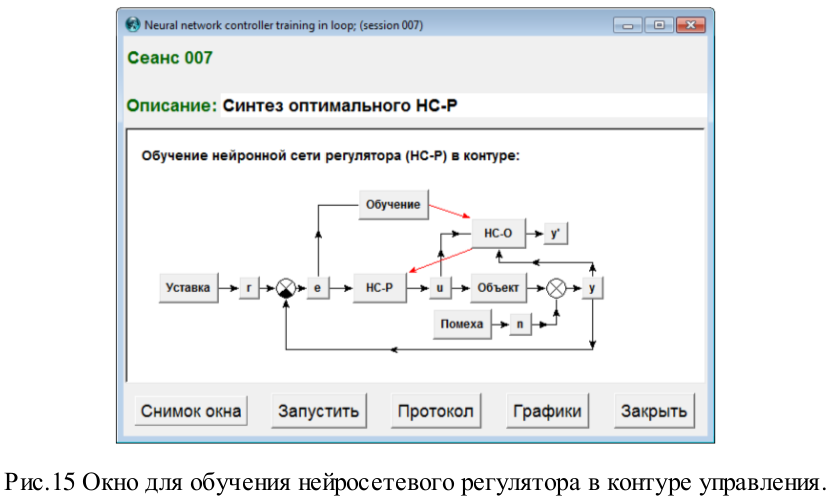 Neural network controller training in loop; (session 007)
Сеанс 007
Описание: Синтез оптимального НС-Р
Обучение нейронной сети регулятора (НС-Р) в контуре:
Обучение
НС-О
y'
Уставка
r
e
НС-Р
u
Объект
y
Помеха
n
Снимок окна
Запустить
Протокол
Графики
Закрыть
Рис.15 Окно для обучения нейросетевого регулятора в контуре управления.